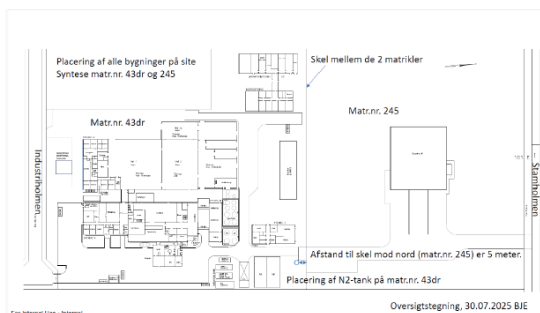 Placering af alle bygninger på site
Syntese matr.nr. 43dr og 245
Skel mellem de 2 matrikler
Matr.nr. 43dr
Matr.nr. 245
Industriholmen
Stamholmen
Afstand til skel mod nord (matr.nr. 245) er 5 meter.
Placering af N2-tank på matr.nr. 43dr
Oversigtstegning, 30.07.2025 BJE